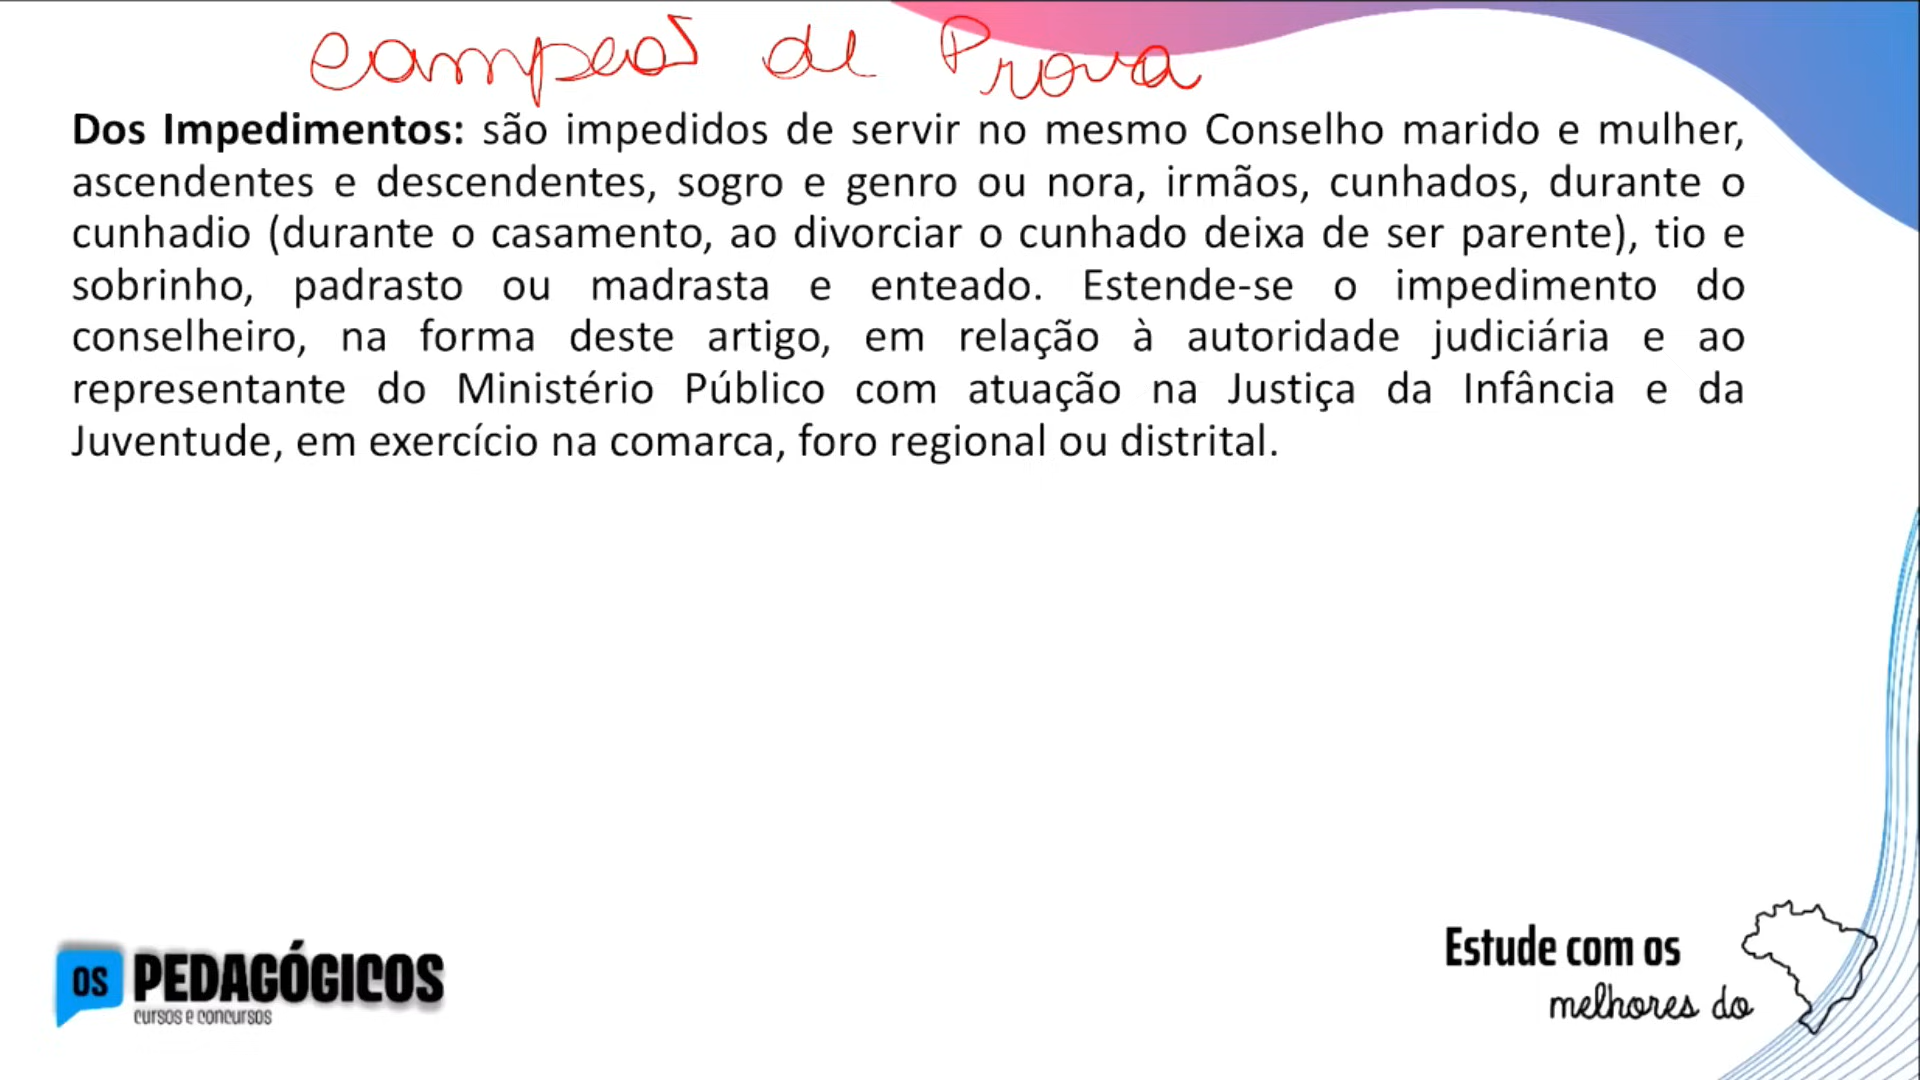 campeão de Prova
Dos Impedimentos: são impedidos de servir no mesmo Conselho marido e mulher,
ascendentes e descendentes, sogro e genro ou nora, irmãos, cunhados, durante o
cunhadio (durante o casamento, ao divorciar o cunhado deixa de ser parente), tio e
sobrinho, padrasto ou madrasta e enteado. Estende-se o impedimento do
conselheiro, na forma deste artigo, em relação à autoridade judiciária e ao
representante do Ministério Público com atuação na Justiça da Infância e da
Juventude, em exercício na comarca, foro regional ou distrital.
OS PEDAGÓGICOS
cursos e concursos
Estude com os
melhores do